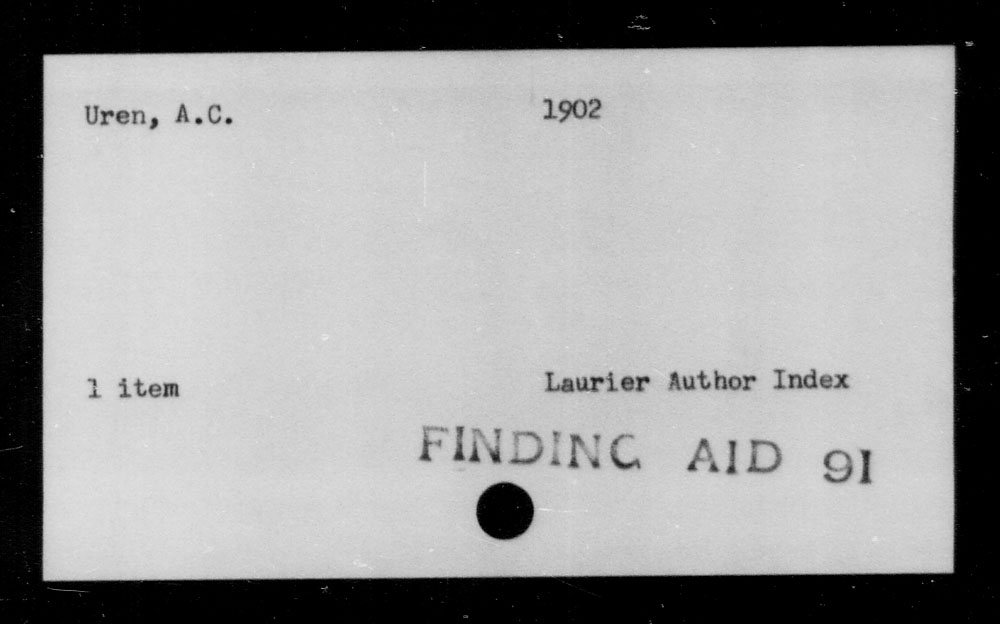 Uren, A.C. 1902
1 item Laurier Author Index
FINDING AID 91